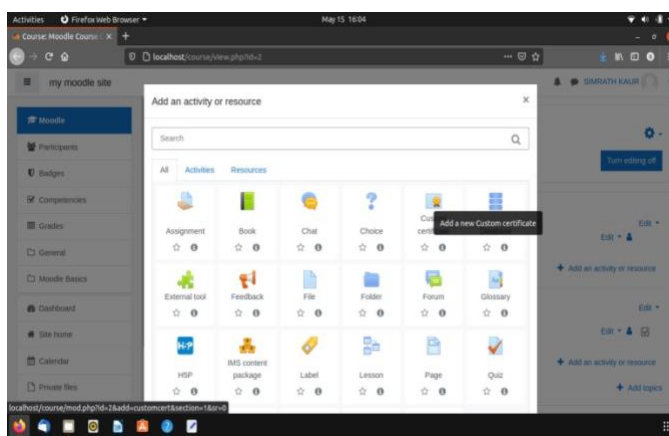 Activities Firefox Web Browser May 15 16:04
Course: Moodle Course
localhost/course/view.php?id=2
my moodle site SIMRATH KAUR
Add an activity or resource
Search
All Activities Resources
Moodle
Participants
Badges
Competencies
Grades
General
Moodle Basics
Dashboard
Site home
Calendar
Private files
Assignment Book Chat Choice
Add a new Custom certificate
External tool Feedback File Folder Forum Glossary
H5P IMS content package Label Lesson Page Quiz
Turn editing off
Edit
Edit
Add an activity or resource
Edit
Edit
Add an activity or resource
Add topics
localhost/course/mod.php?id=2&add=customcert&section=1&sr=0